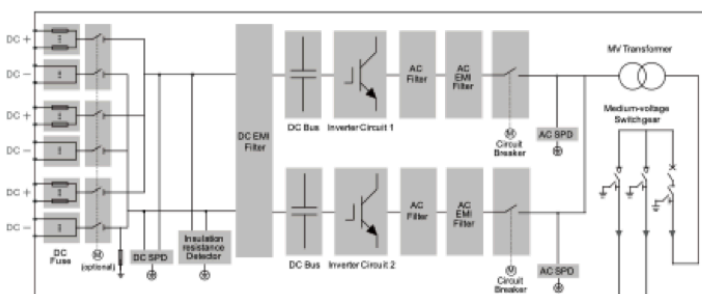 DC +
DC −
DC +
DC −
DC +
DC −
DC
Fuse
M
(optional)
DC SPD
Insulation
resistance
Detector
DC EMI
Filter
DC Bus
Inverter Circuit 1
AC
Filter
AC EMI
Filter
M
Circuit
Breaker
AC SPD
MV Transformer
Medium-voltage
Switchgear
DC Bus
Inverter Circuit 2
AC
Filter
AC EMI
Filter
M
Circuit
Breaker
AC SPD